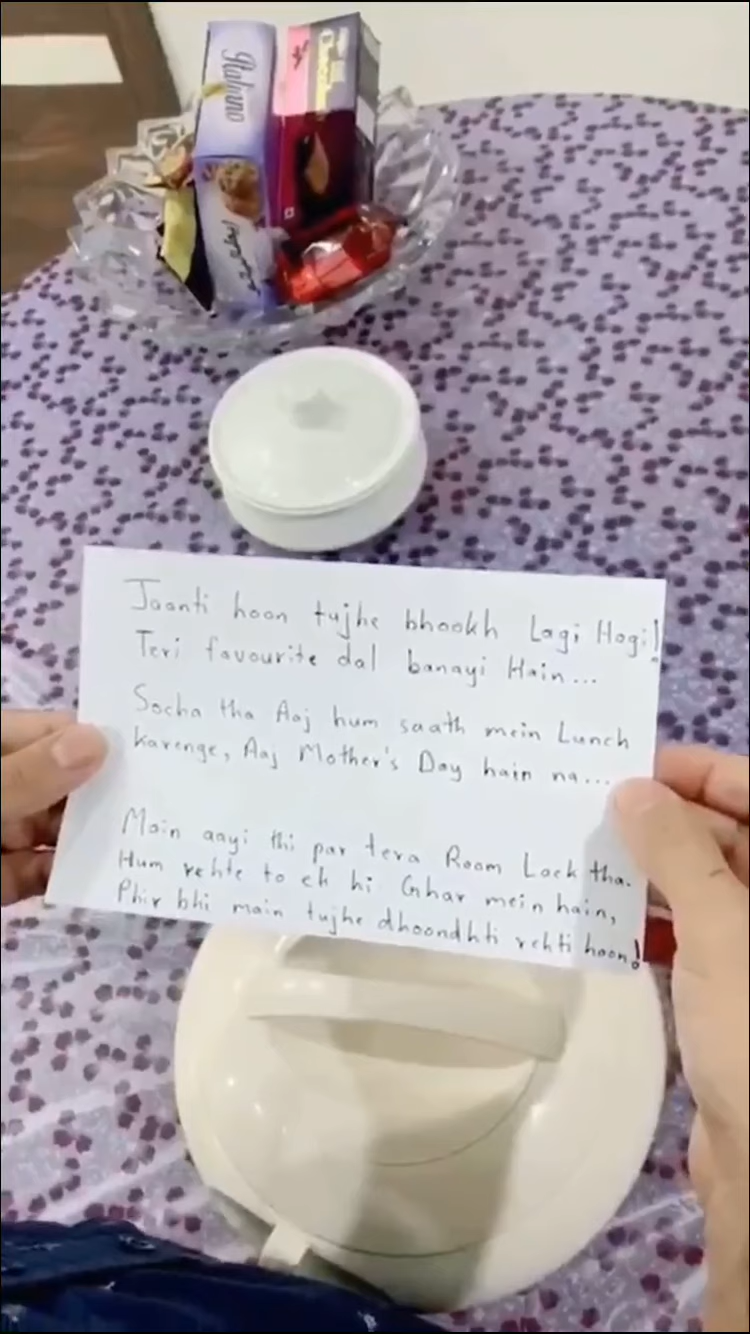 Italiano
Jaanti hoon tujhe bhookh Lagi Hogi!
Teri favourite dal banayi Hain...
Socha tha Aaj hum saath mein Lunch
karenge, Aaj Mother's Day hain na...
Main aayi thi par tera Room Lock tha.
Hum rehte to ek hi Ghar mein hain,
Phir bhi main tujhe dhoondhti rehti hoon!